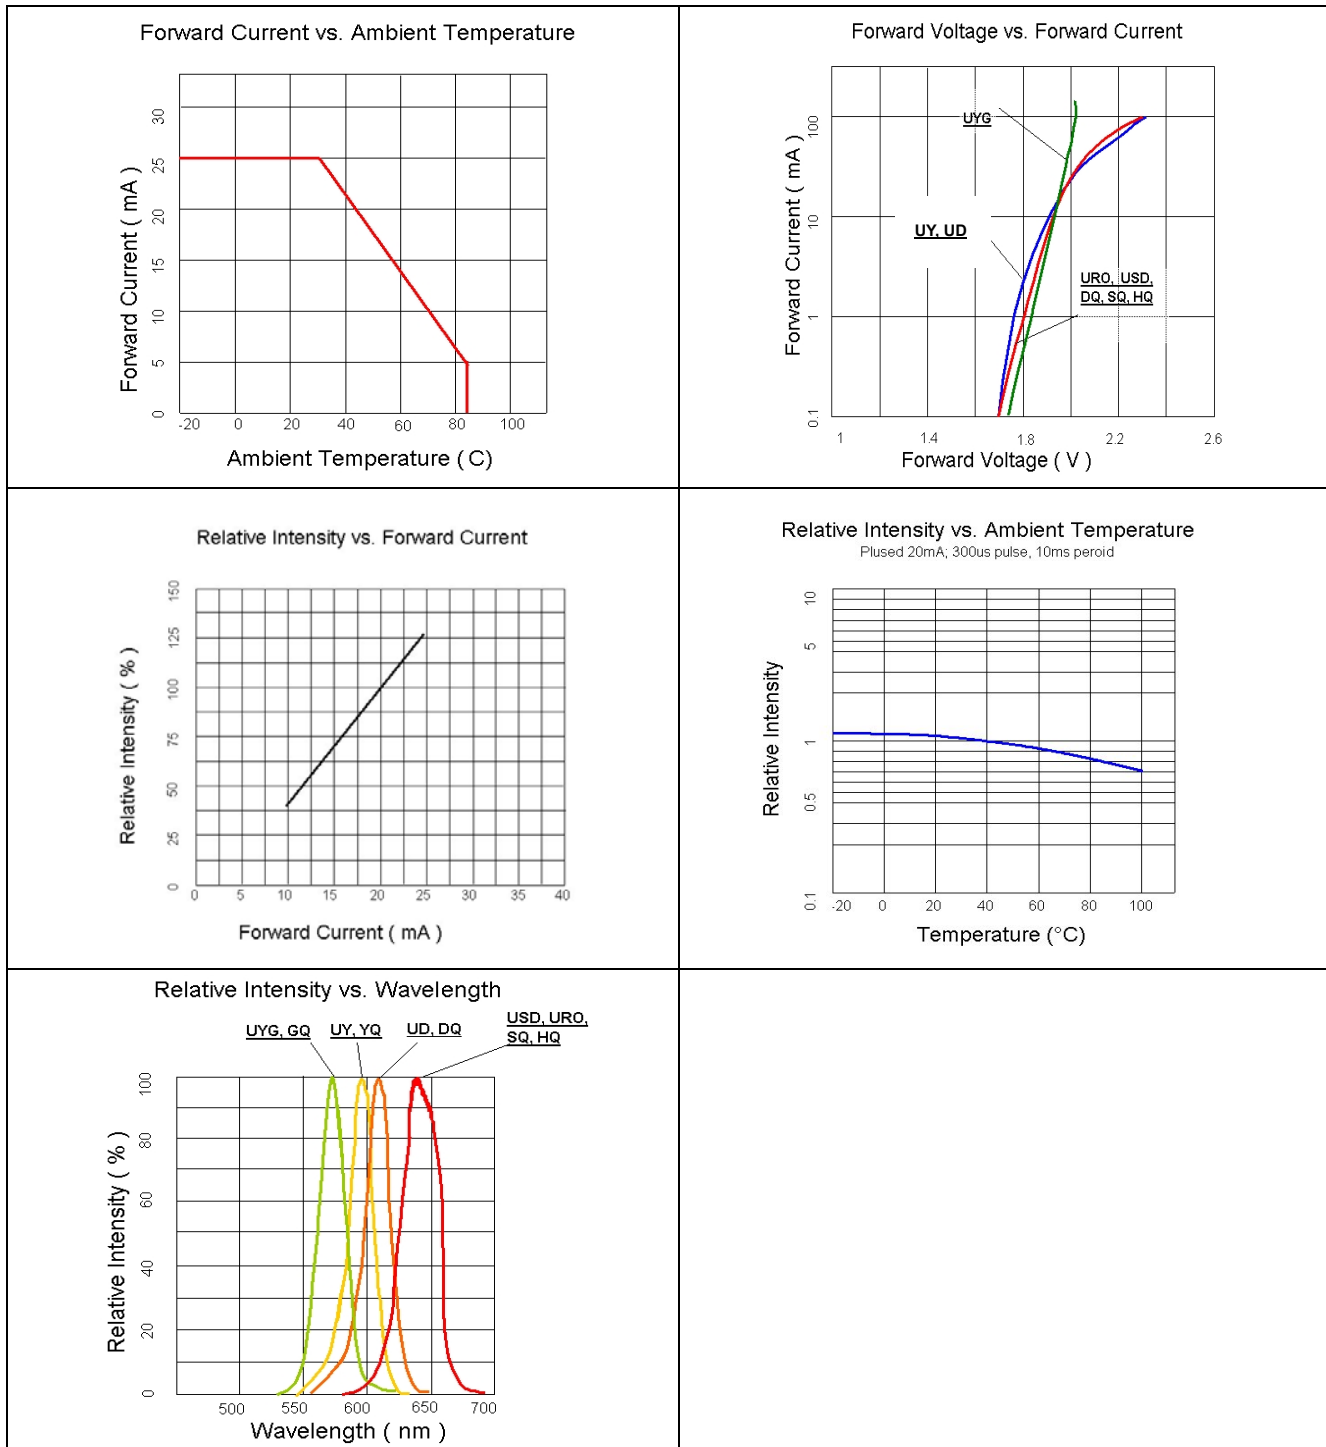 Forward Current vs. Ambient Temperature
Forward Current ( mA )
30
25
20
15
10
5
0
-20 0 20 40 60 80 100
Ambient Temperature ( C)
Forward Voltage vs. Forward Current
Forward Current ( mA )
100
10
1
0.1
UYG
UY, UD
URO, USD,
DQ, SQ, HQ
1 1.4 1.8 2.2 2.6
Forward Voltage ( V )
Relative Intensity vs. Forward Current
Relative Intensity ( % )
150
125
100
75
50
25
0
0 5 10 15 20 25 30 35 40
Forward Current ( mA )
Relative Intensity vs. Ambient Temperature
Plused 20mA; 300us pulse, 10ms peroid
Relative Intensity
10
5
1
0.5
0.1
-20 0 20 40 60 80 100
Temperature (°C)
Relative Intensity vs. Wavelength
UYG, GQ UY, YQ UD, DQ USD, URO,
SQ, HQ
Relative Intensity ( % )
100
80
60
40
20
0
500 550 600 650 700
Wavelength ( nm )